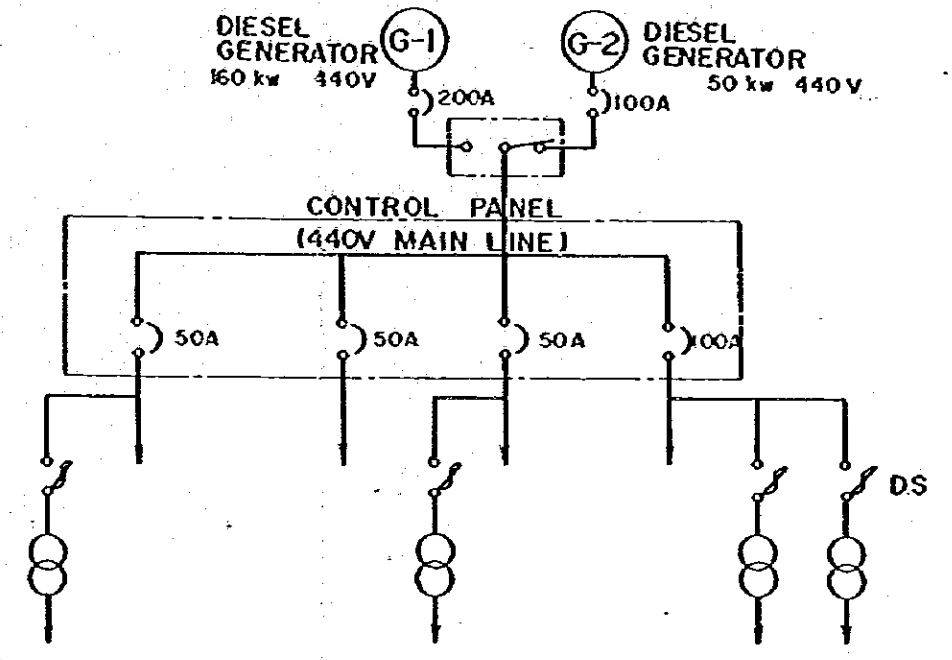 DIESEL
GENERATOR
160 kw 440V
G-1
G-2
DIESEL
GENERATOR
50 kw 440V
200A
100A
CONTROL PANEL
(440V MAIN LINE)
50A
50A
50A
100A
D.S